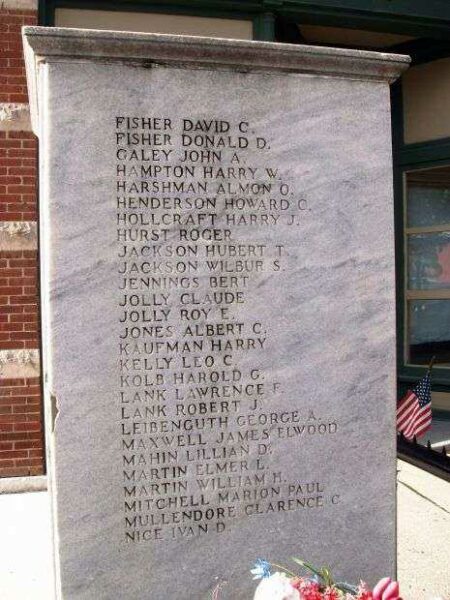 FISHER DAVID C.
FISHER DONALD D.
GALEY JOHN A.
HAMPTON HARRY W.
HARSHMAN ALMON O.
HENDERSON HOWARD C.
HOLLCRAFT HARRY J.
HURST ROGER
JACKSON HUBERT T.
JACKSON WILBUR S.
JENNINGS BERT
JOLLY CLAUDE
JOLLY ROY E.
JONES ALBERT C.
KAUFMAN HARRY
KELLY LEO C.
KOLB HAROLD G.
LANK LAWRENCE F.
LANK ROBERT J.
LEIBENGUTH GEORGE A.
MAXWELL JAMES ELWOOD
MAHIN LILLIAN D.
MARTIN ELMER L.
MARTIN WILLIAM H.
MITCHELL MARION PAUL
MULLENDORE CLARENCE C.
NICE IVAN D.